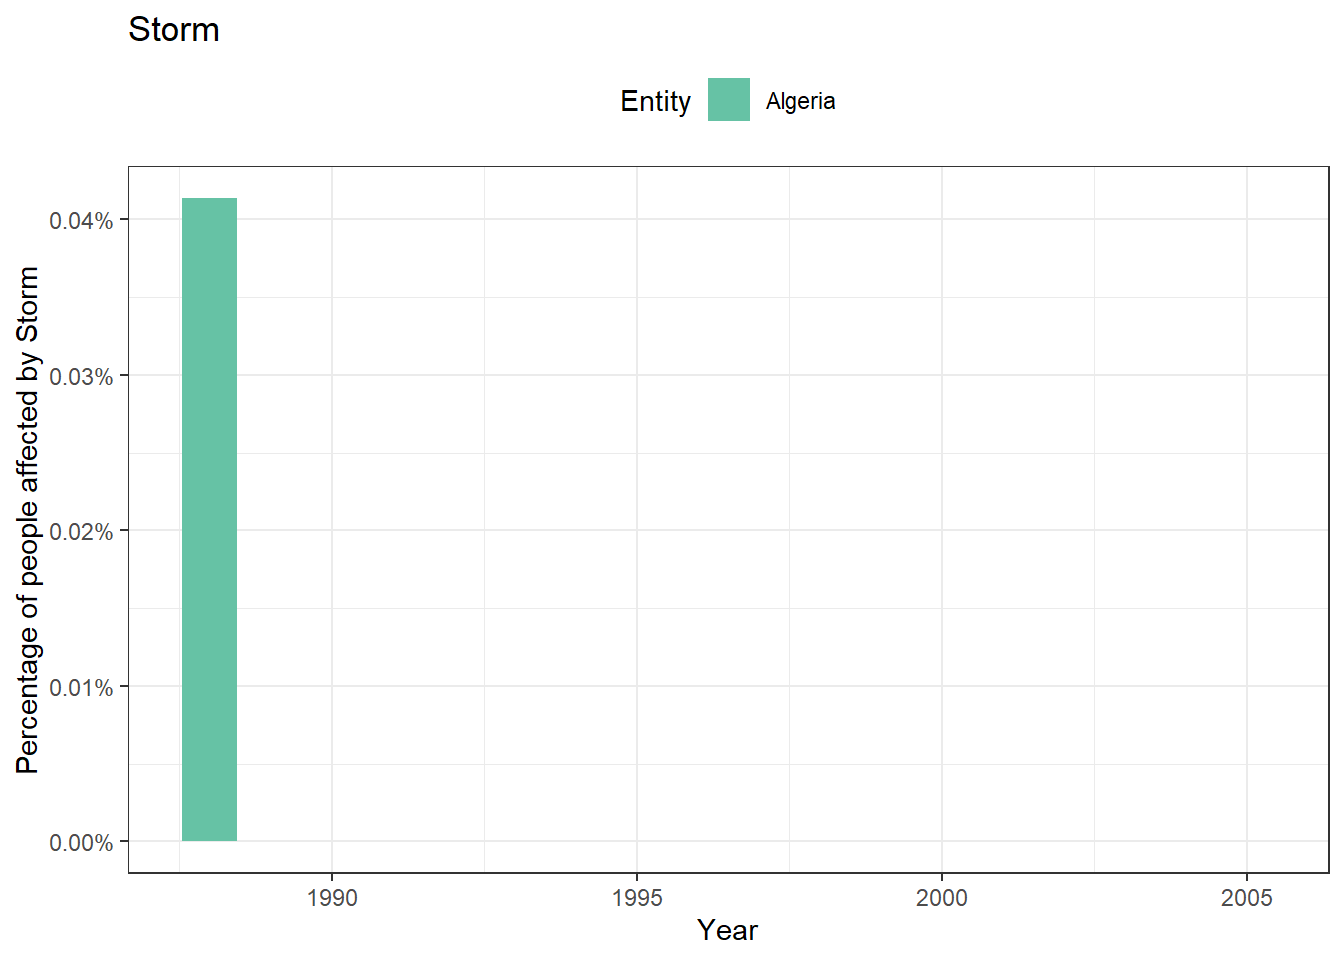 Storm
Entity
Algeria
Percentage of people affected by Storm
0.04%
0.03%
0.02%
0.01%
0.00%
1990
1995
2000
2005
Year